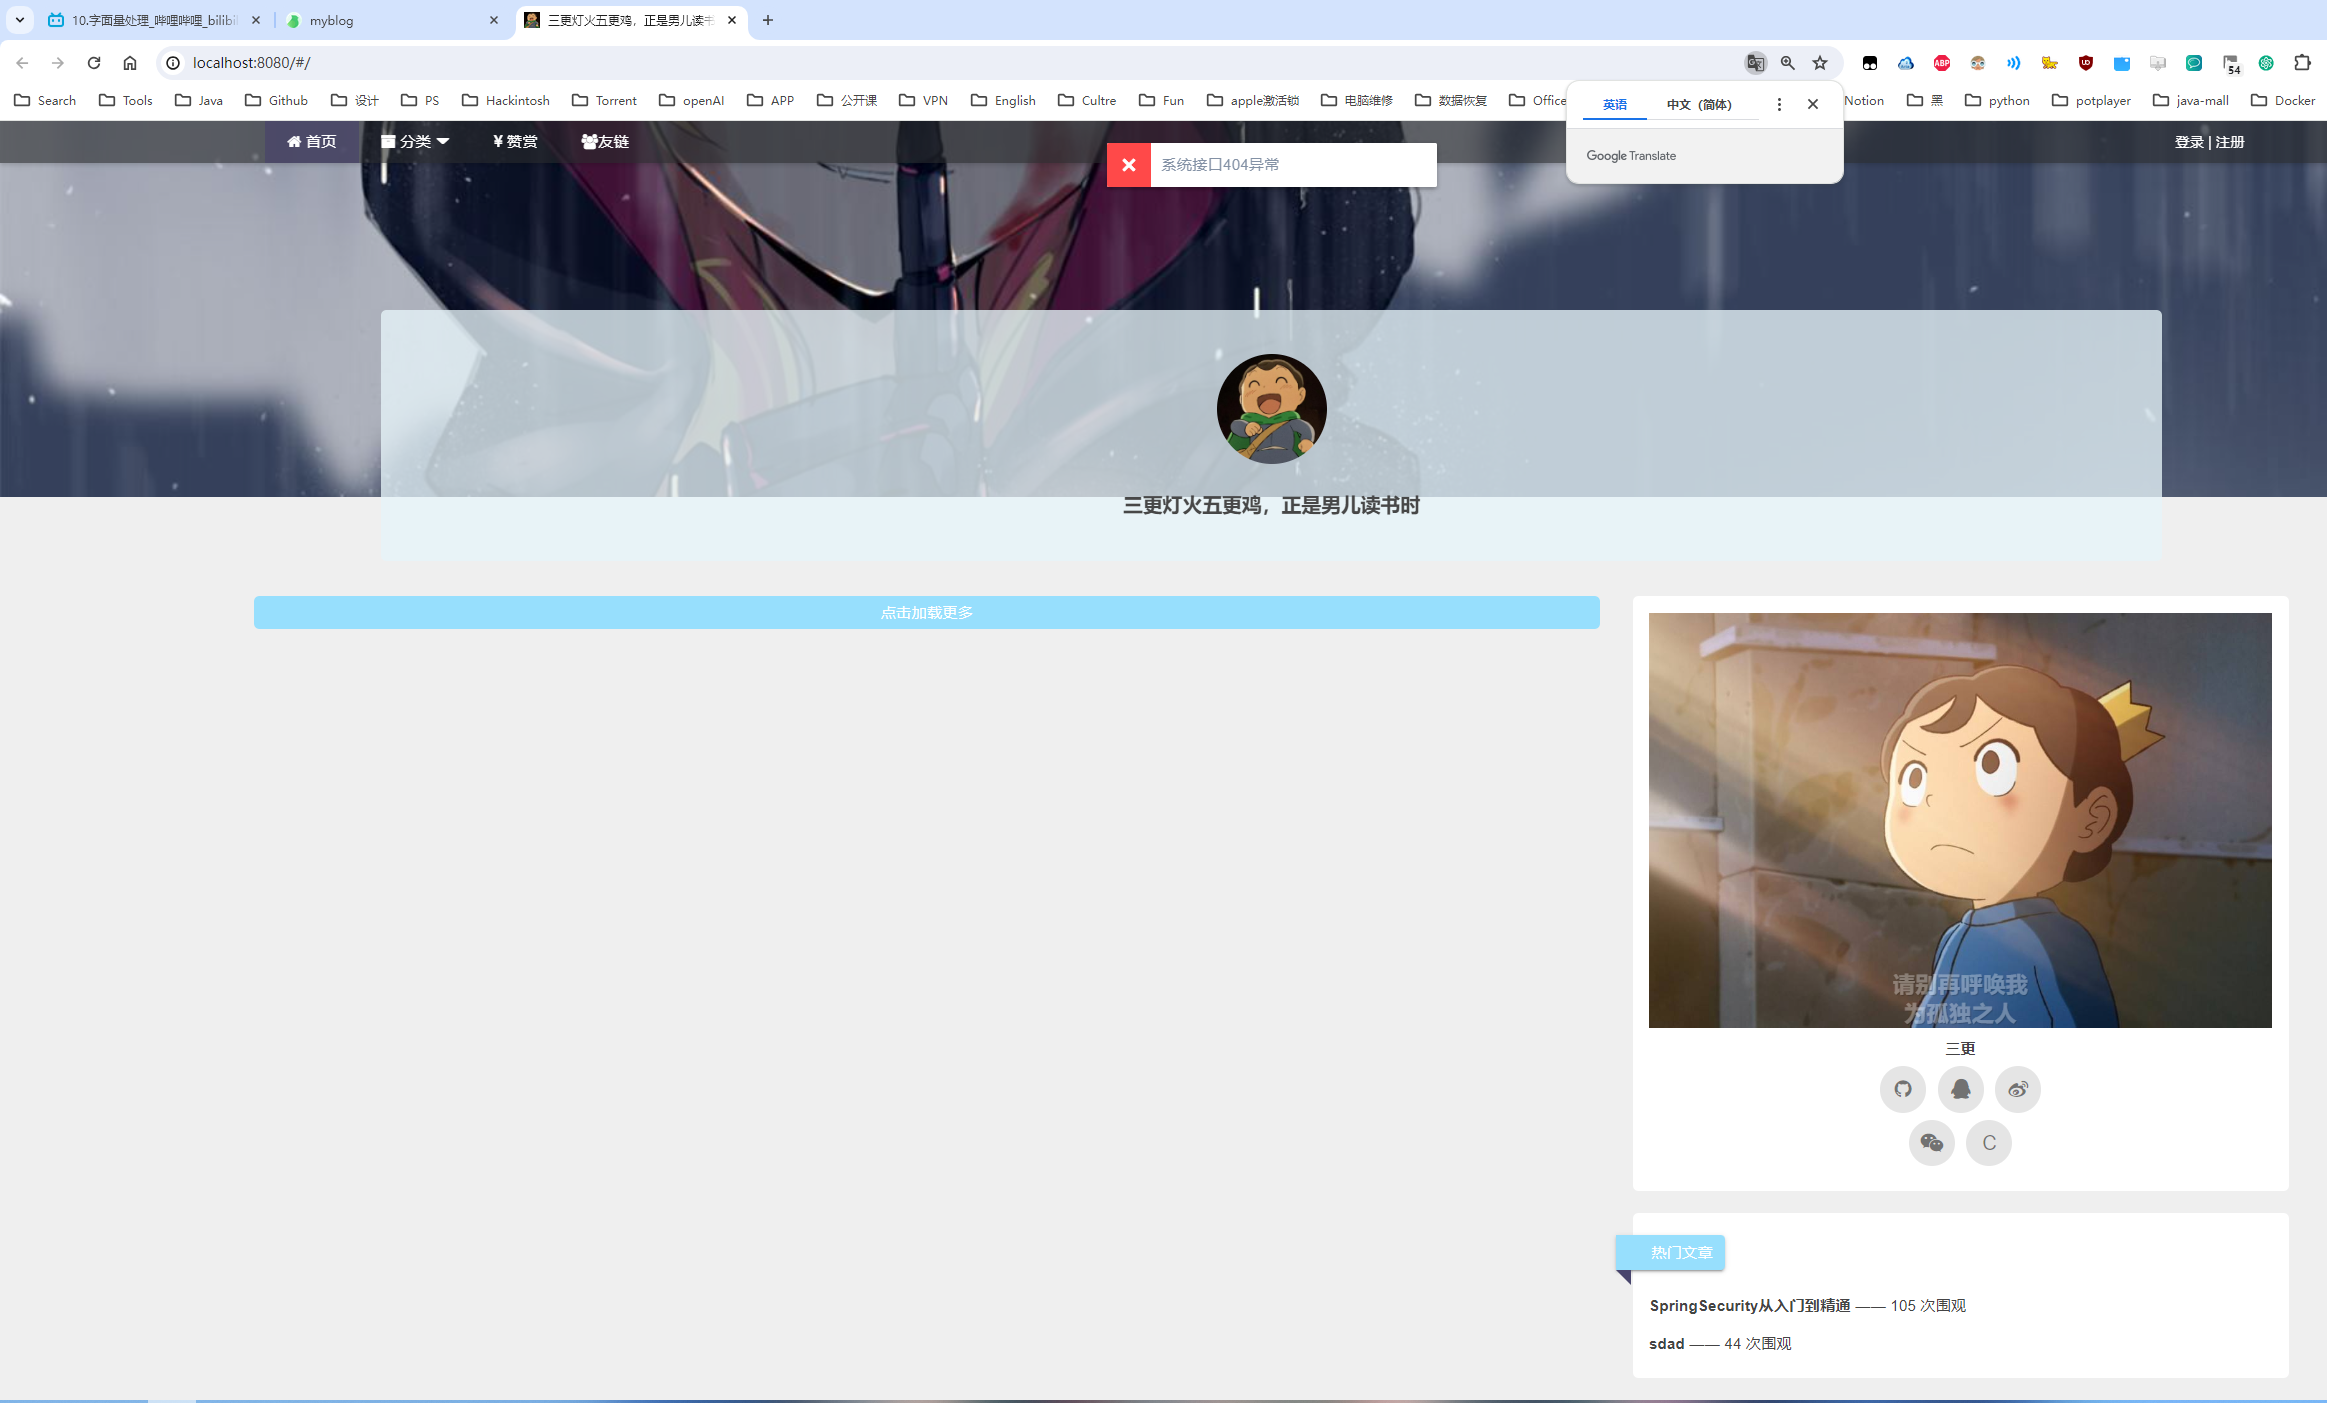 10.字面量处理_哔哩哔哩_bilibil
myblog
三更灯火五更鸡，正是男儿读书
localhost:8080/#/
ABP
54
Search
Tools
Java
Github
设计
PS
Hackintosh
Torrent
openAI
APP
公开课
VPN
English
Cultre
Fun
apple激活锁
电脑维修
数据恢复
Office
Notion
黑
python
potplayer
java-mall
Docker
英语
中文（简体）
Google Translate
首页
分类
¥ 赞赏
友链
登录 | 注册
系统接口404异常
三更灯火五更鸡，正是男儿读书时
点击加载更多
请别再呼唤我
为孤独之人
三更
C
热门文章
SpringSecurity从入门到精通 —— 105 次围观
sdad —— 44 次围观